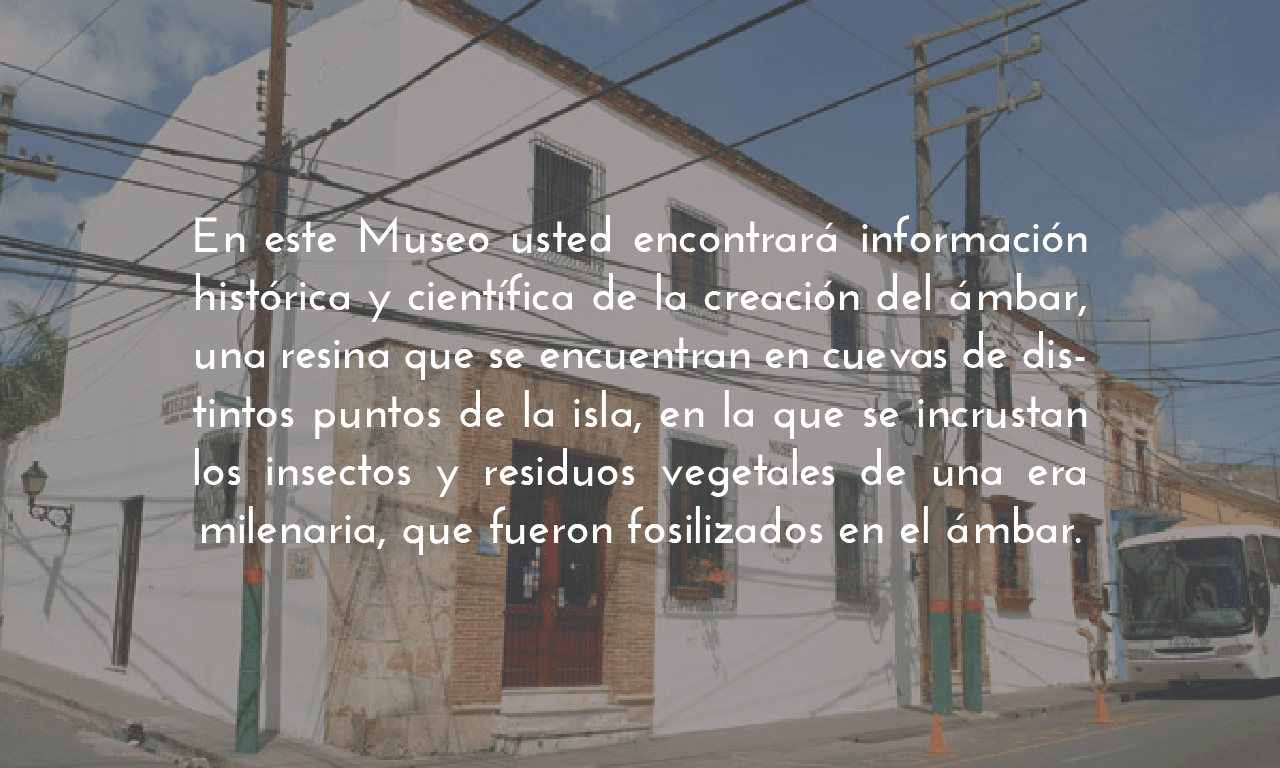 En este Museo usted encontrará información
histórica y científica de la creación del ámbar,
una resina que se encuentran en cuevas de dis-
tintos puntos de la isla, en la que se incrustan
los insectos y residuos vegetales de una era
milenaria, que fueron fosilizados en el ámbar.